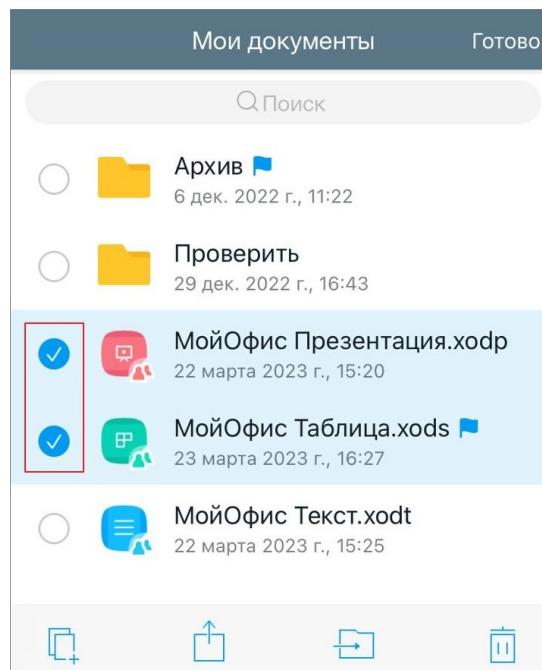 Мои документы Готово
Поиск
Архив
6 дек. 2022 г., 11:22
Проверить
29 дек. 2022 г., 16:43
МойОфис Презентация.xodp
22 марта 2023 г., 15:20
МойОфис Таблица.xods
23 марта 2023 г., 16:27
МойОфис Текст.xodt
22 марта 2023 г., 15:25